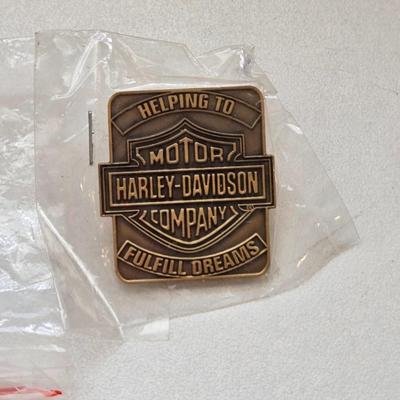 HELPING TO
MOTOR
HARLEY-DAVIDSON
COMPANY
FULFILL DREAMS